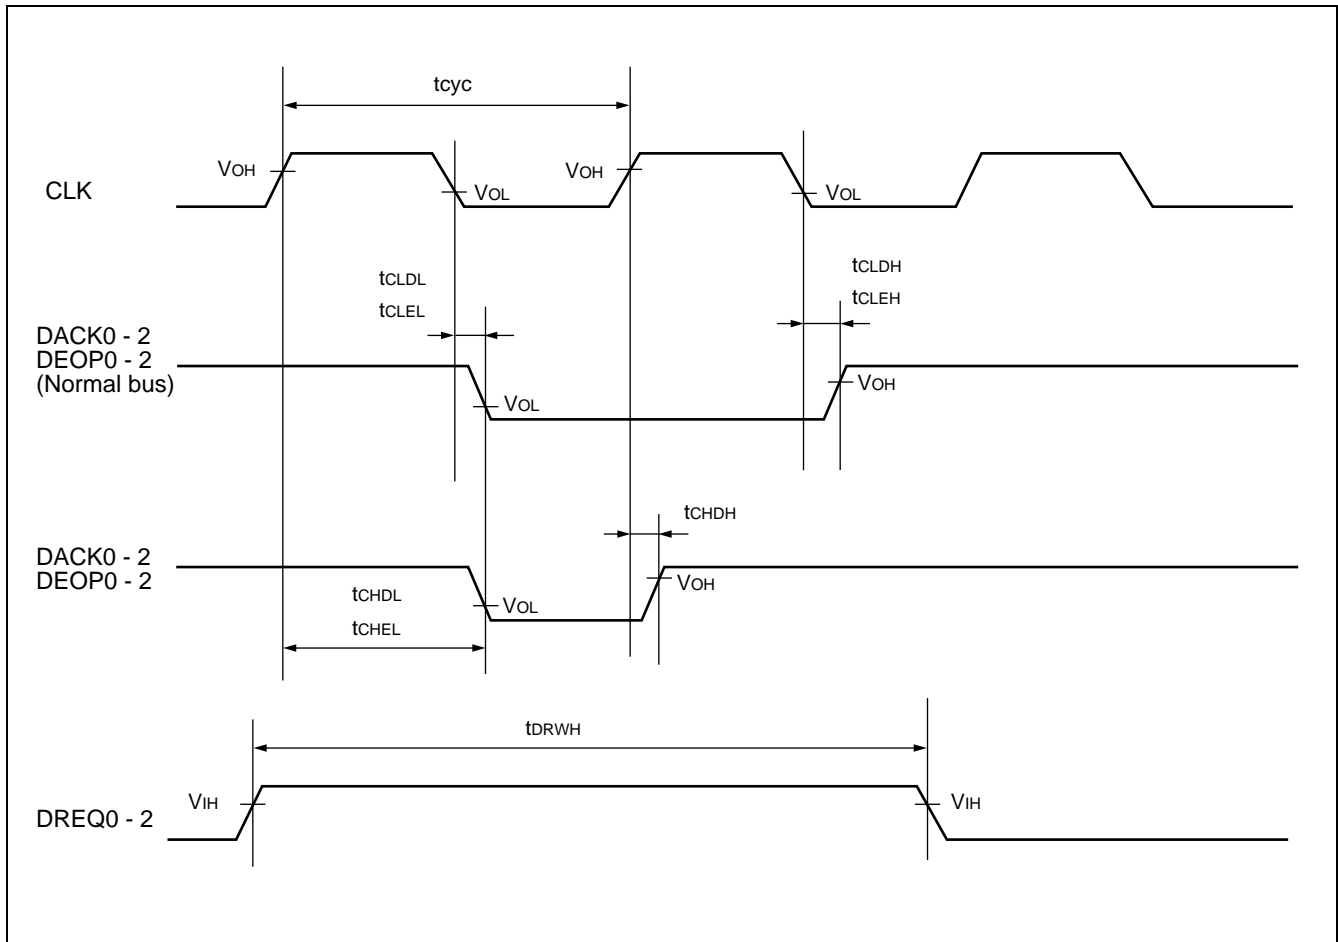 tcyc
VOH
VOH
CLK
VOL
VOL
tCLDL
tCLEL
tCLDH
tCLEH
DACK0 - 2
DEOP0 - 2
(Normal bus)
VOH
VOL
tCHDH
DACK0 - 2
DEOP0 - 2
VOH
tCHDL
tCHEL
VOL
tDRWH
VIH
VIH
DREQ0 - 2